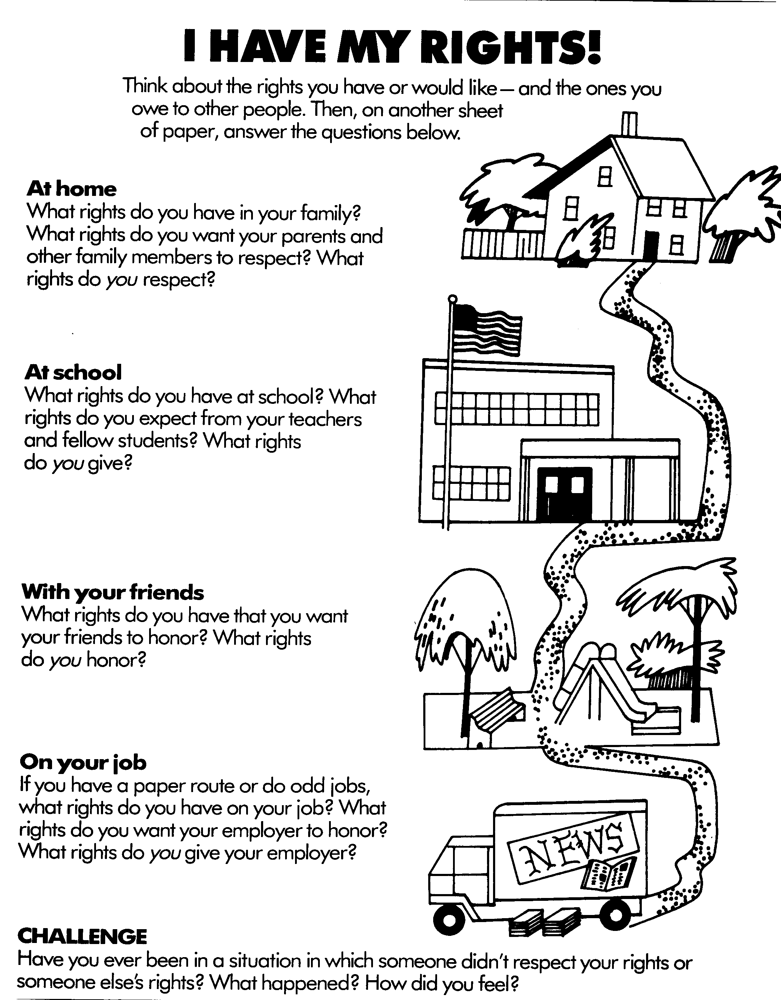 I HAVE MY RIGHTS!
Think about the rights you have or would like — and the ones you
owe to other people. Then, on another sheet
of paper, answer the questions below.
At home
What rights do you have in your family?
What rights do you want your parents and
other family members to respect? What
rights do you respect?
At school
What rights do you have at school? What
rights do you expect from your teachers
and fellow students? What rights
do you give?
With your friends
What rights do you have that you want
your friends to honor? What rights
do you honor?
On your job
If you have a paper route or do odd jobs,
what rights do you have on your job? What
rights do you want your employer to honor?
What rights do you give your employer?
NEWS
CHALLENGE
Have you ever been in a situation in which someone didn't respect your rights or
someone else's rights? What happened? How did you feel?